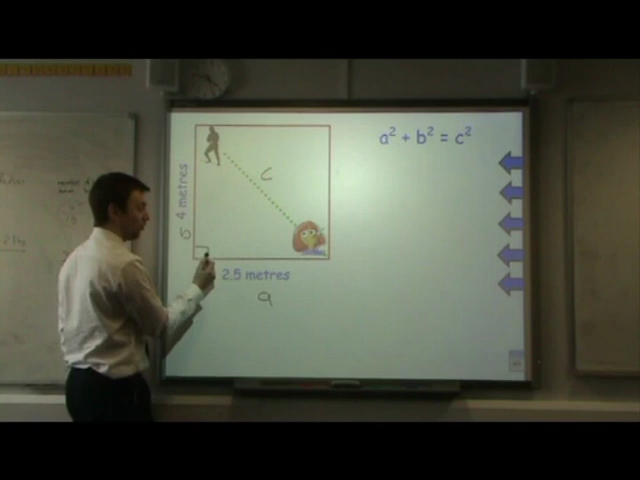 a² + b² = c²
c
4 metres
b
2.5 metres
a